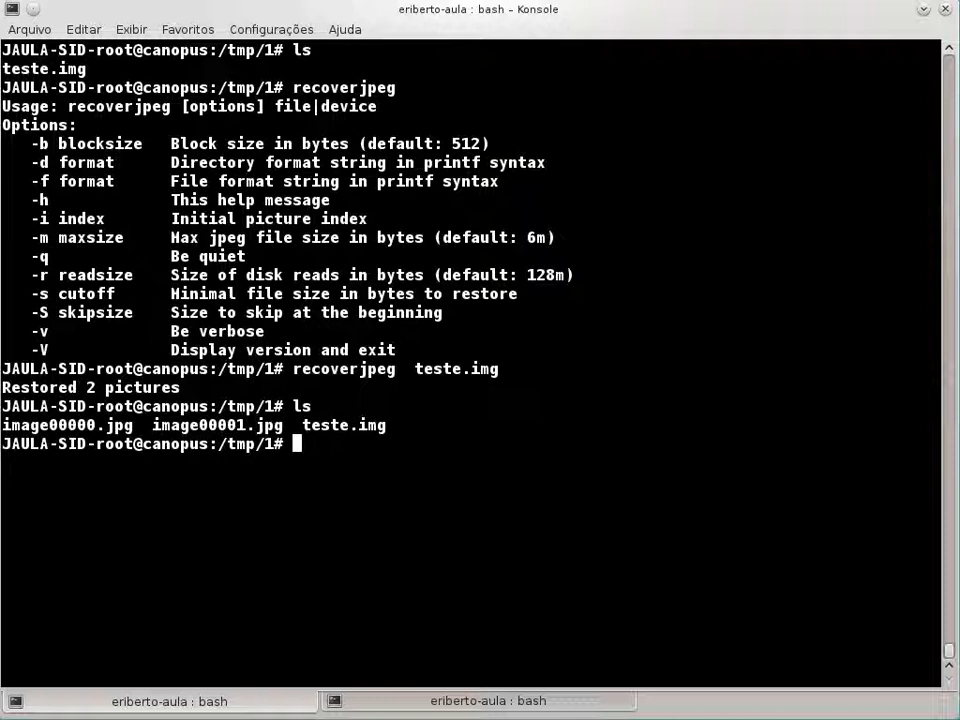 eriberto-aula : bash – Konsole
Arquivo Editar Exibir Favoritos Configurações Ajuda
JAULA-SID-root@canopus:/tmp/1# ls
teste.img
JAULA-SID-root@canopus:/tmp/1# recoverjpeg
Usage: recoverjpeg [options] file|device
Options:
-b blocksize Block size in bytes (default: 512)
-d format Directory format string in printf syntax
-f format File format string in printf syntax
-h This help message
-i index Initial picture index
-m maxsize Max jpeg file size in bytes (default: 6m)
-q Be quiet
-r readsize Size of disk reads in bytes (default: 128m)
-s cutoff Minimal file size in bytes to restore
-S skipsize Size to skip at the beginning
-v Be verbose
-V Display version and exit
JAULA-SID-root@canopus:/tmp/1# recoverjpeg teste.img
Restored 2 pictures
JAULA-SID-root@canopus:/tmp/1# ls
image00000.jpg image00001.jpg teste.img
JAULA-SID-root@canopus:/tmp/1#
eriberto-aula : bash eriberto-aula : bash